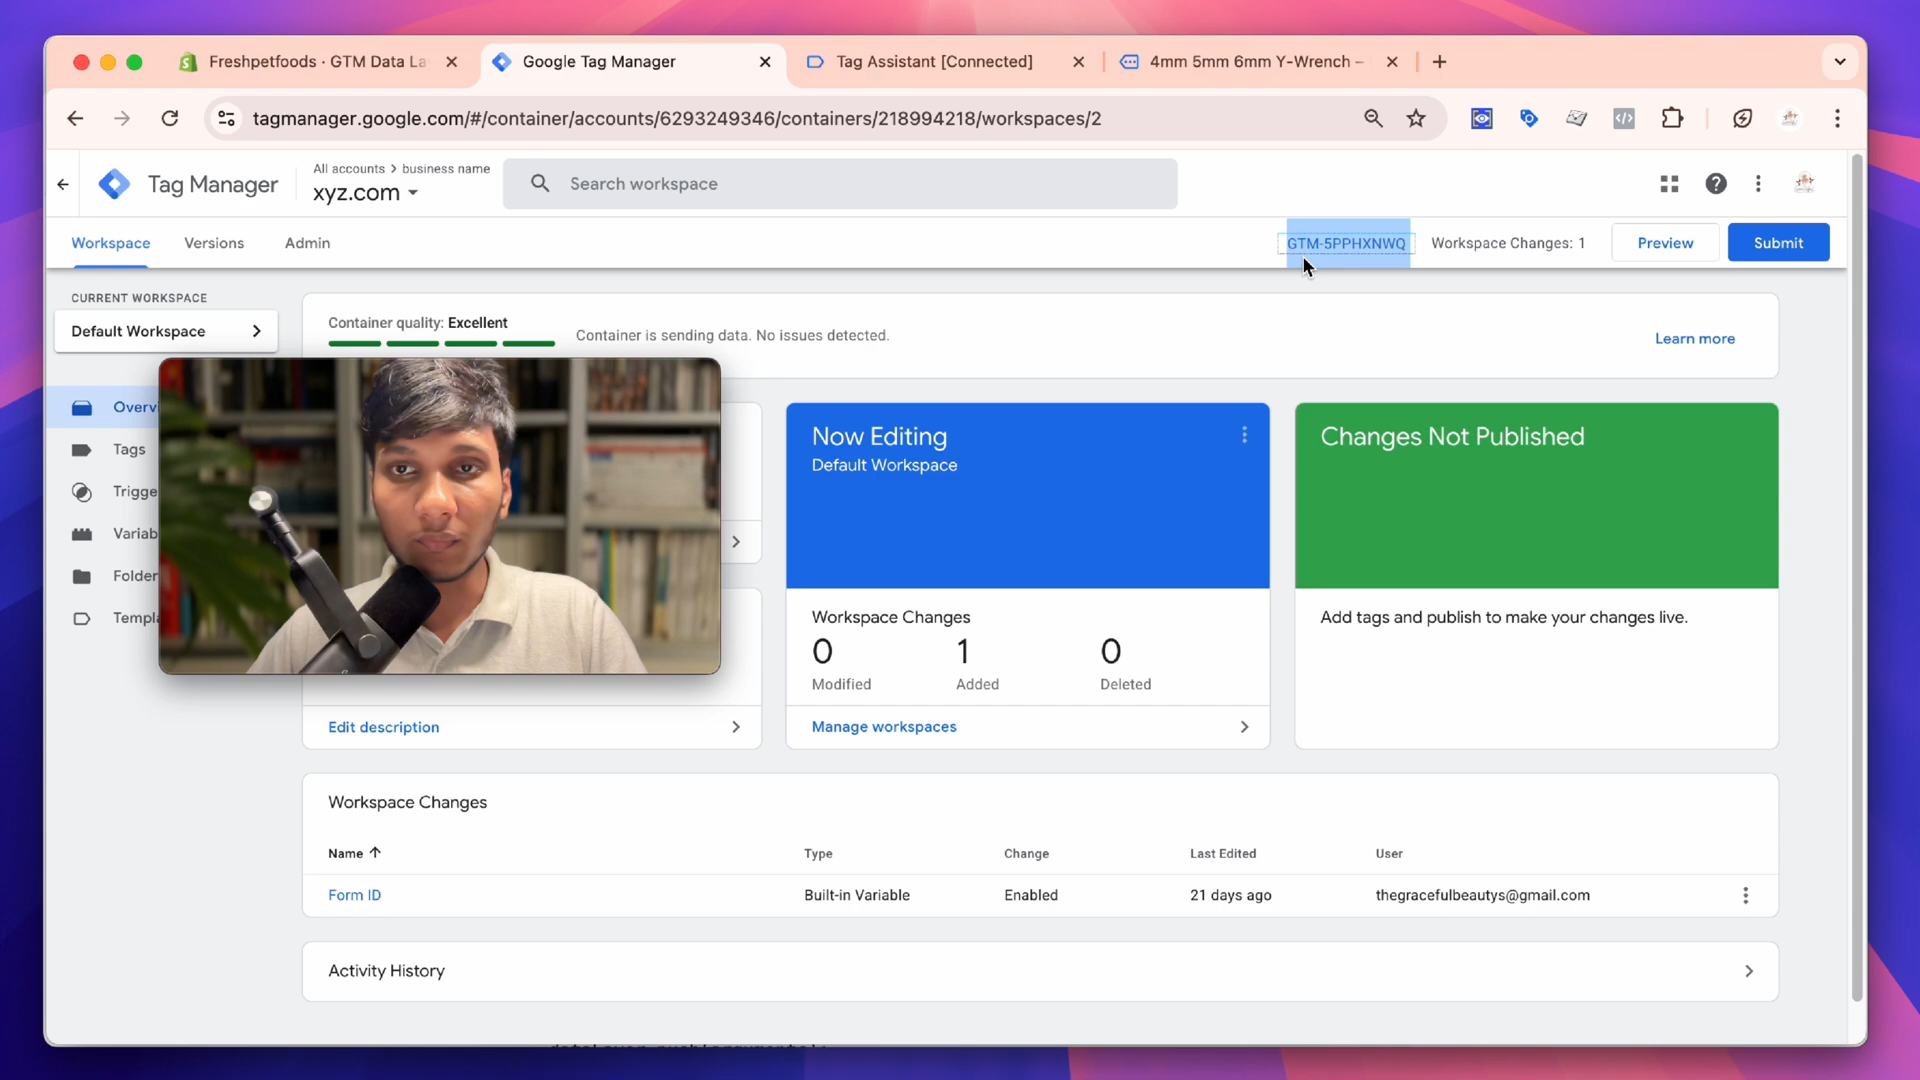 Freshpetfoods · GTM Data La
Google Tag Manager
Tag Assistant [Connected]
4mm 5mm 6mm Y-Wrench –
tagmanager.google.com/#/container/accounts/6293249346/containers/218994218/workspaces/2
Tag Manager
All accounts > business name
xyz.com
Search workspace
Workspace
Versions
Admin
GTM-5PPHXNWQ
Workspace Changes: 1
Preview
Submit
CURRENT WORKSPACE
Default Workspace
Container quality: Excellent
Container is sending data. No issues detected.
Learn more
Overvi
Tags
Trigge
Variab
Folder
Templa
Now Editing
Default Workspace
Changes Not Published
Workspace Changes
0
1
0
Modified
Added
Deleted
Add tags and publish to make your changes live.
Edit description
Manage workspaces
Workspace Changes
Name
Type
Change
Last Edited
User
Form ID
Built-in Variable
Enabled
21 days ago
thegracefulbeautys@gmail.com
Activity History